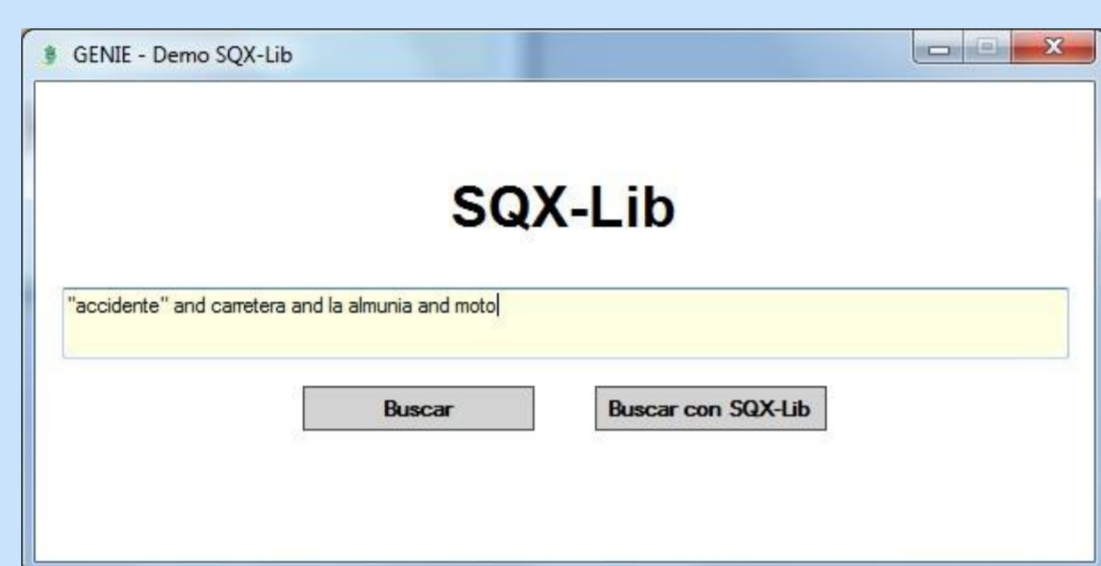 GENIE - Demo SQX-Lib
SQX-Lib
"accidente" and carretera and la almunia and moto
Buscar Buscar con SQX-Lib